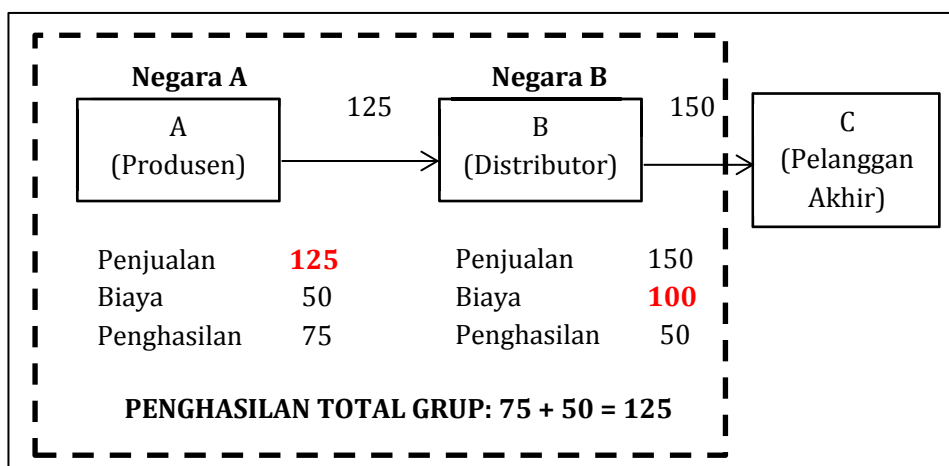 Negara A
Negara B
125
150
A
(Produsen)
B
(Distributor)
C
(Pelanggan
Akhir)
Penjualan 125
Biaya 50
Penghasilan 75
Penjualan 150
Biaya 100
Penghasilan 50
PENGHASILAN TOTAL GRUP: 75 + 50 = 125